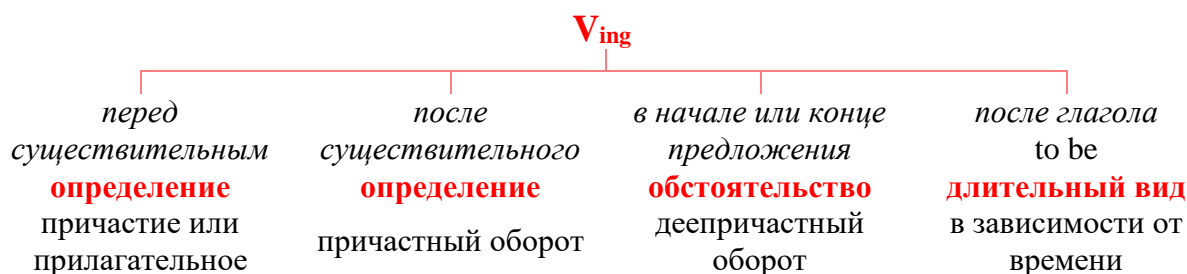 Ving
перед
существительным
определение
причастие или
прилагательное
после
существительного
определение
причастный оборот
в начале или конце
предложения
обстоятельство
деепричастный
оборот
после глагола
to be
длительный вид
в зависимости от
времени